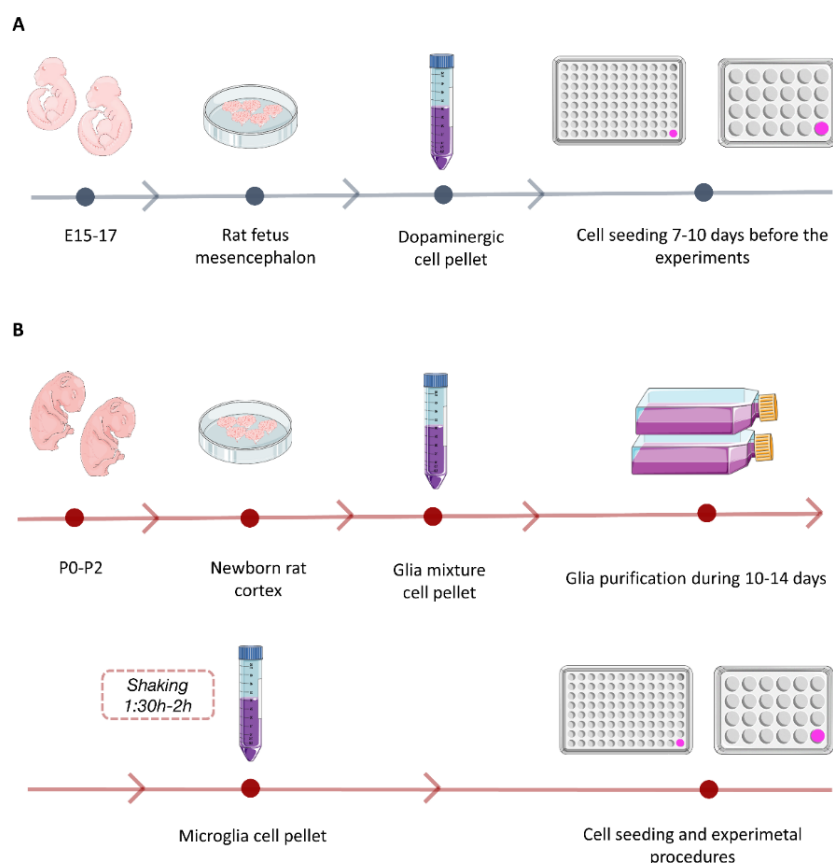 A
E15-17
Rat fetus
mesencephalon
Dopaminergic
cell pellet
Cell seeding 7-10 days before the
experiments
B
P0-P2
Newborn rat
cortex
Glia mixture
cell pellet
Glia purification during 10-14 days
Shaking
1:30h-2h
Microglia cell pellet
Cell seeding and experimetal
procedures